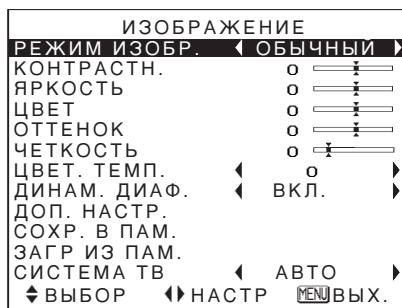 ИЗОБРАЖЕНИЕ
РЕЖИМ ИЗОБР. ОБЫЧНЫЙ
КОНТРАСТН. 0
ЯРКОСТЬ 0
ЦВЕТ 0
ОТТЕНОК 0
ЧЕТКОСТЬ 0
ЦВЕТ. ТЕМП. 0
ДИНАМ. ДИАФ. ВКЛ.
ДОП. НАСТР.
СОХР. В ПАМ.
ЗАГР ИЗ ПАМ.
СИСТЕМА ТВ АВТО
ВЫБОР НАСТР MENU ВЫХ.